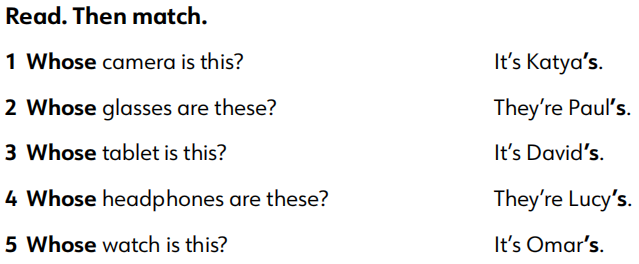 Read. Then match.
1 Whose camera is this? It’s Katya’s.
2 Whose glasses are these? They’re Paul’s.
3 Whose tablet is this? It’s David’s.
4 Whose headphones are these? They’re Lucy’s.
5 Whose watch is this? It’s Omar’s.